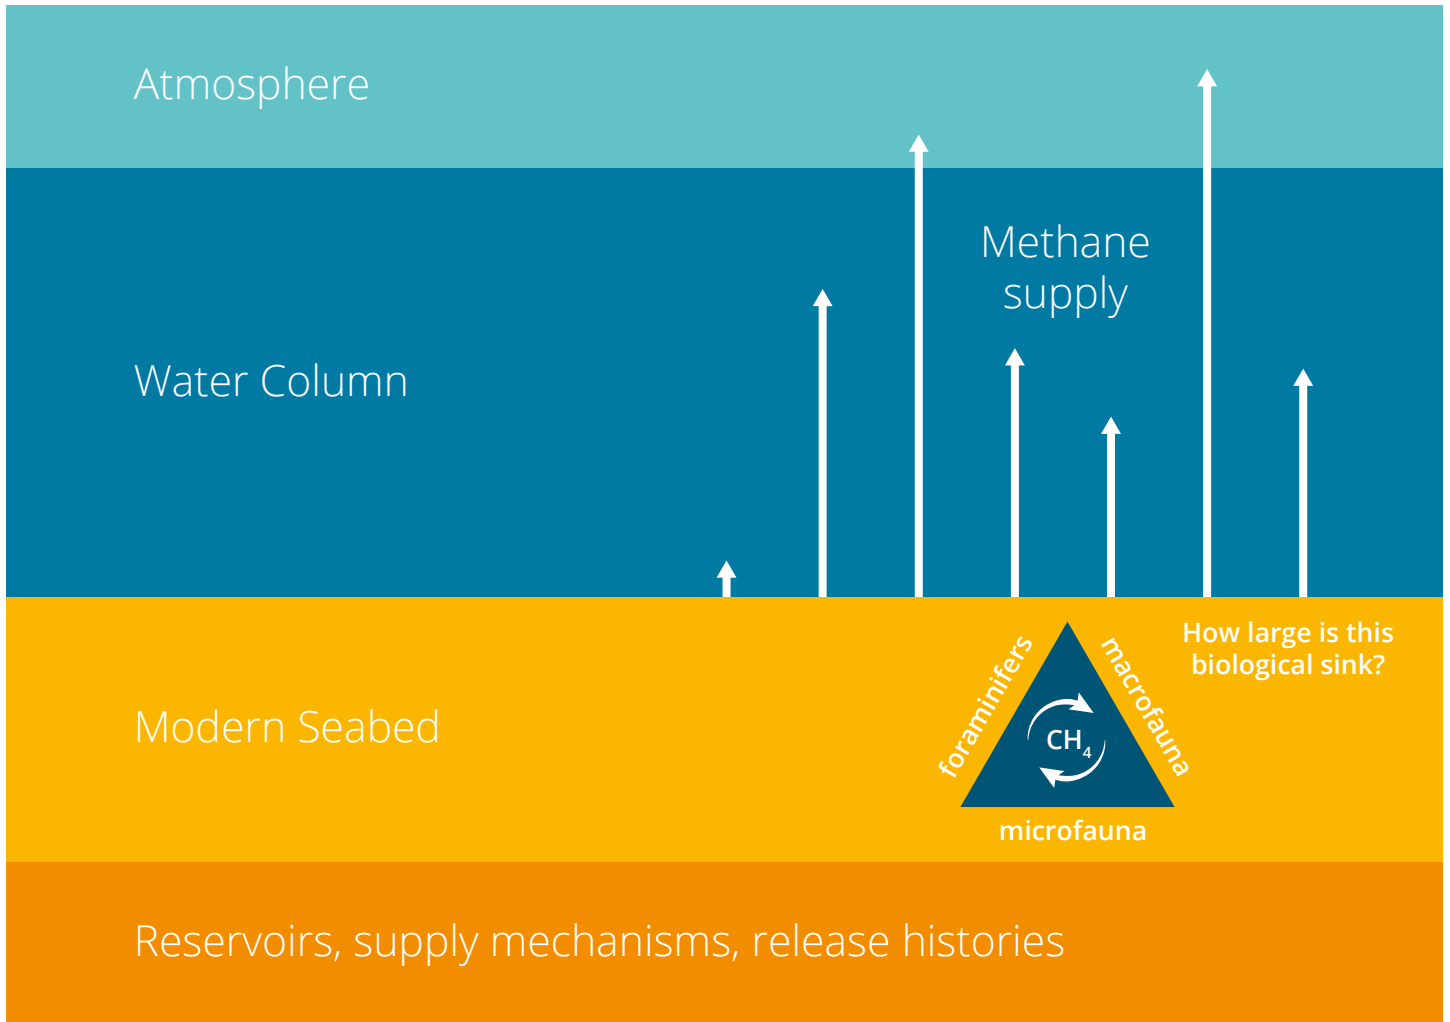 Atmosphere
Methane
supply
Water Column
How large is this
biological sink?
foraminifers
macrofauna
Modern Seabed
CH₄
microfauna
Reservoirs, supply mechanisms, release histories